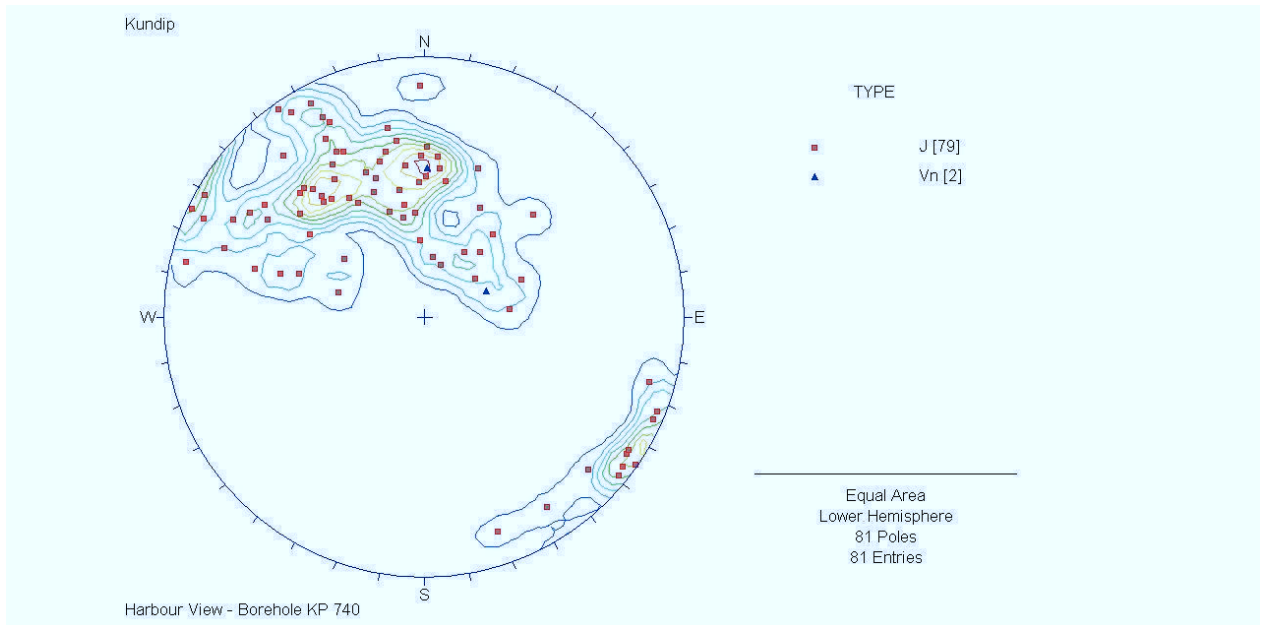 Kundip
N
TYPE
J [79]
Vn [2]
W
E
Equal Area
Lower Hemisphere
81 Poles
81 Entries
S
Harbour View - Borehole KP 740